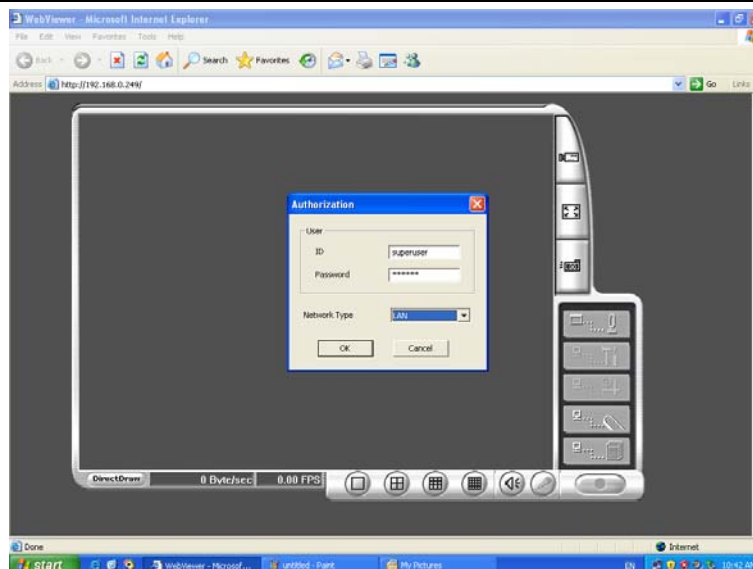 WebViewer - Microsoft Internet Explorer
File Edit View Favorites Tools Help
Back Search Favorites
Address http://192.168.0.249/ Go Links
Authorization
User
ID superuser
Password ******
Network Type LAN
OK Cancel
DirectDraw 0 Byte/sec 0.00 FPS
Done Internet
start WebViewer - Microsof... untitled - Paint My Pictures EN 10:42 AM